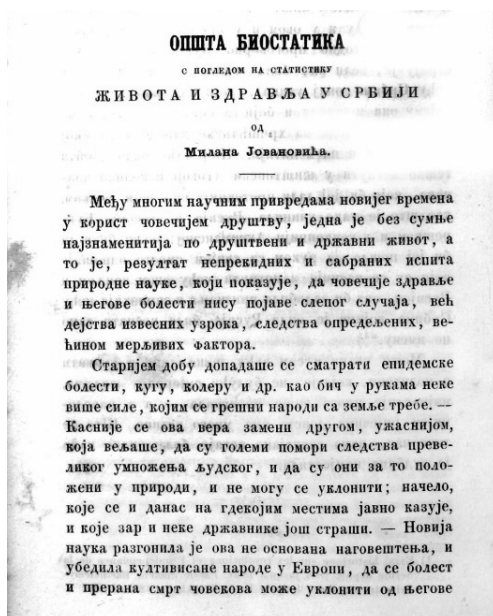 ОПШТА БИОСТАТИКА
С ПОГЛЕДОМ НА СТАТИСТИКУ
ЖИВОТА И ЗДРАВЉА У СРБИЈИ
ОД
Милана Јовановића.
Међу многим научним привредама новијег времена
у корист човечијем друштву, једна је без сумње
најзнаменитија по друштвени и државни живот, а
то је, резултат непрекидних и сабраних испита
природне науке, који показује, да човечије здравље
и његове болести нису појаве слепог случаја, већ
дејства извесних узрока, следства опредељених, ве-
ћином мерљивих фактора.
Старијем добу допадаше се сматрати епидемске
болести, кугу, колеру и др. као бич у рукама неке
више силе, којим се грешни народи са земље требе. —
Касније се ова вера замени другом, ужаснијом,
која вељаше, да су големи помори следства преве-
ликог умножења људског, и да су они за то поло-
жени у природи, и не могу се уклонити; начело,
које се и данас на гдекојим местима јавно казује,
и које зар и неке државнике још страши. — Новија
наука разгонила је ова не основана наговештења, и
убедила култивисане народе у Европи, да се болест
и прерана смрт човекова може уклонити од његове